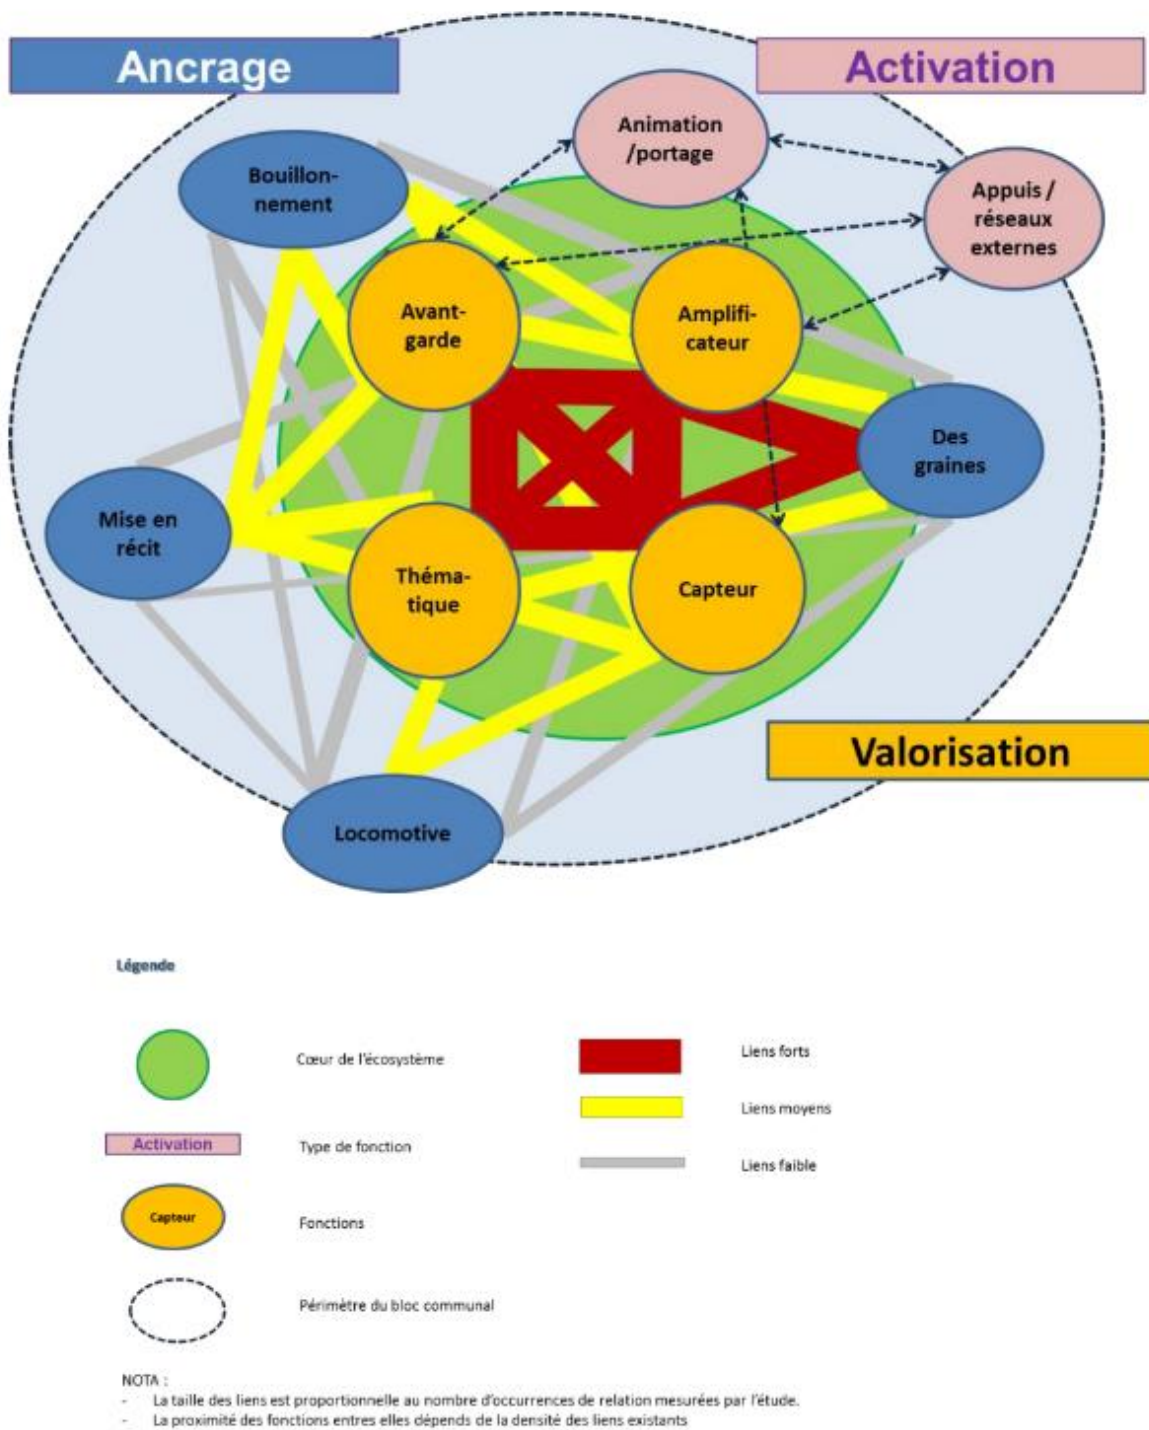 Ancrage
Activation
Animation
/portage
Bouillon-
nement
Appuis /
réseaux
externes
Avant-
garde
Amplifi-
cateur
Des
graines
Mise en
récit
Théma-
tique
Capteur
Valorisation
Locomotive
Légende
Cœur de l'écosystème
Liens forts
Liens moyens
Activation
Type de fonction
Liens faible
Capteur
Fonctions
Périmètre du bloc communal
NOTA :
- La taille des liens est proportionnelle au nombre d'occurrences de relation mesurées par l'étude.
- La proximité des fonctions entres elles dépends de la densité des liens existants